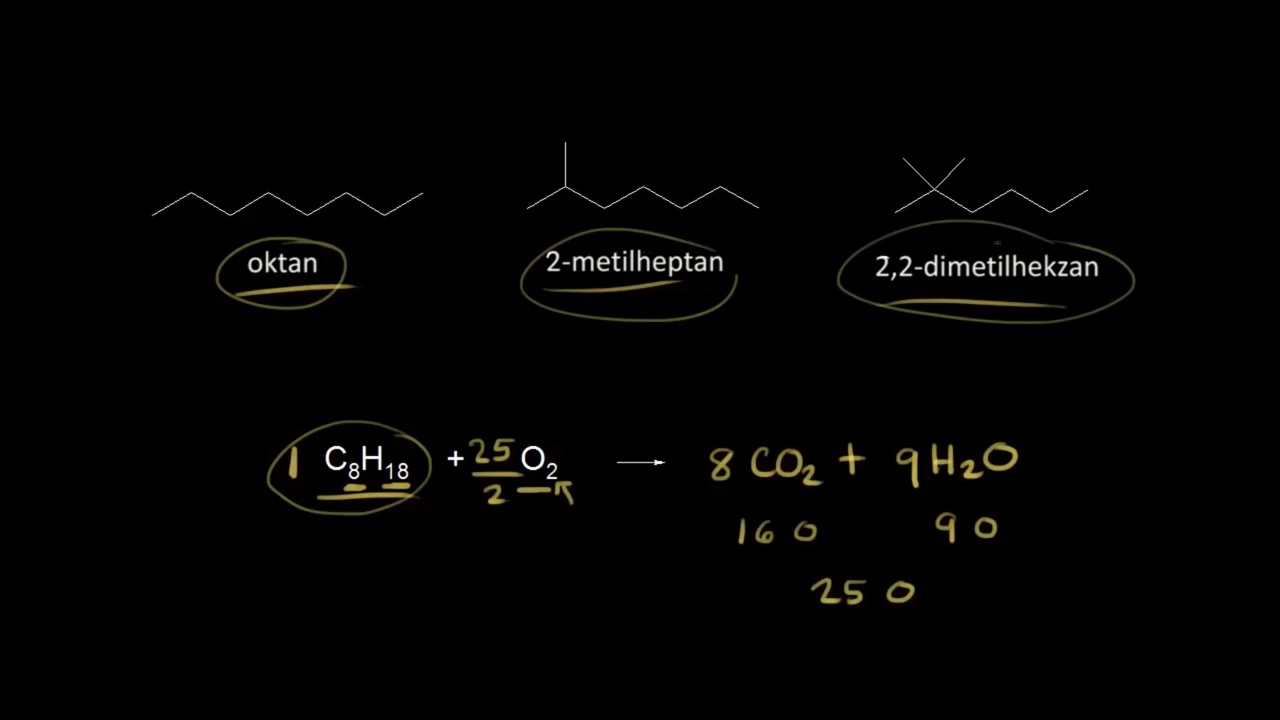 oktan 2-metilheptan 2,2-dimetilhekzan
1 C₈H₁₈ + 25/2 O₂ → 8 CO₂ + 9 H₂O
16 O 9 O
25 O